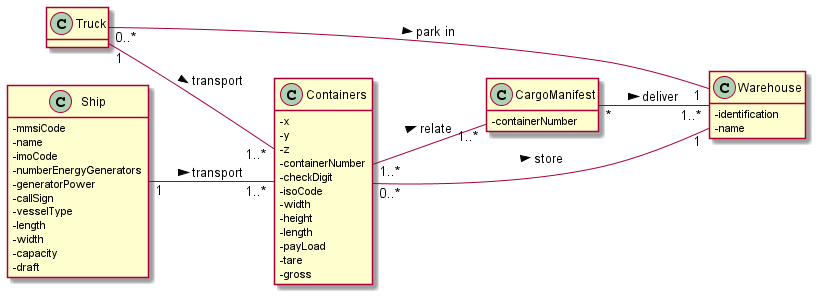 C Truck
0..*
1
park in
transport
C Ship
-mmsiCode
-name
-imoCode
-numberEnergyGenerators
-generatorPower
-callSign
-vesselType
-length
-width
-capacity
-draft
transport
1
1..*
1..*
C Containers
-x
-y
-z
-containerNumber
-checkDigit
-isoCode
-width
-height
-length
-payLoad
-tare
-gross
relate
1..*
1..*
store
0..*
1
C CargoManifest
-containerNumber
deliver
*
1..*
1
C Warehouse
-identification
-name